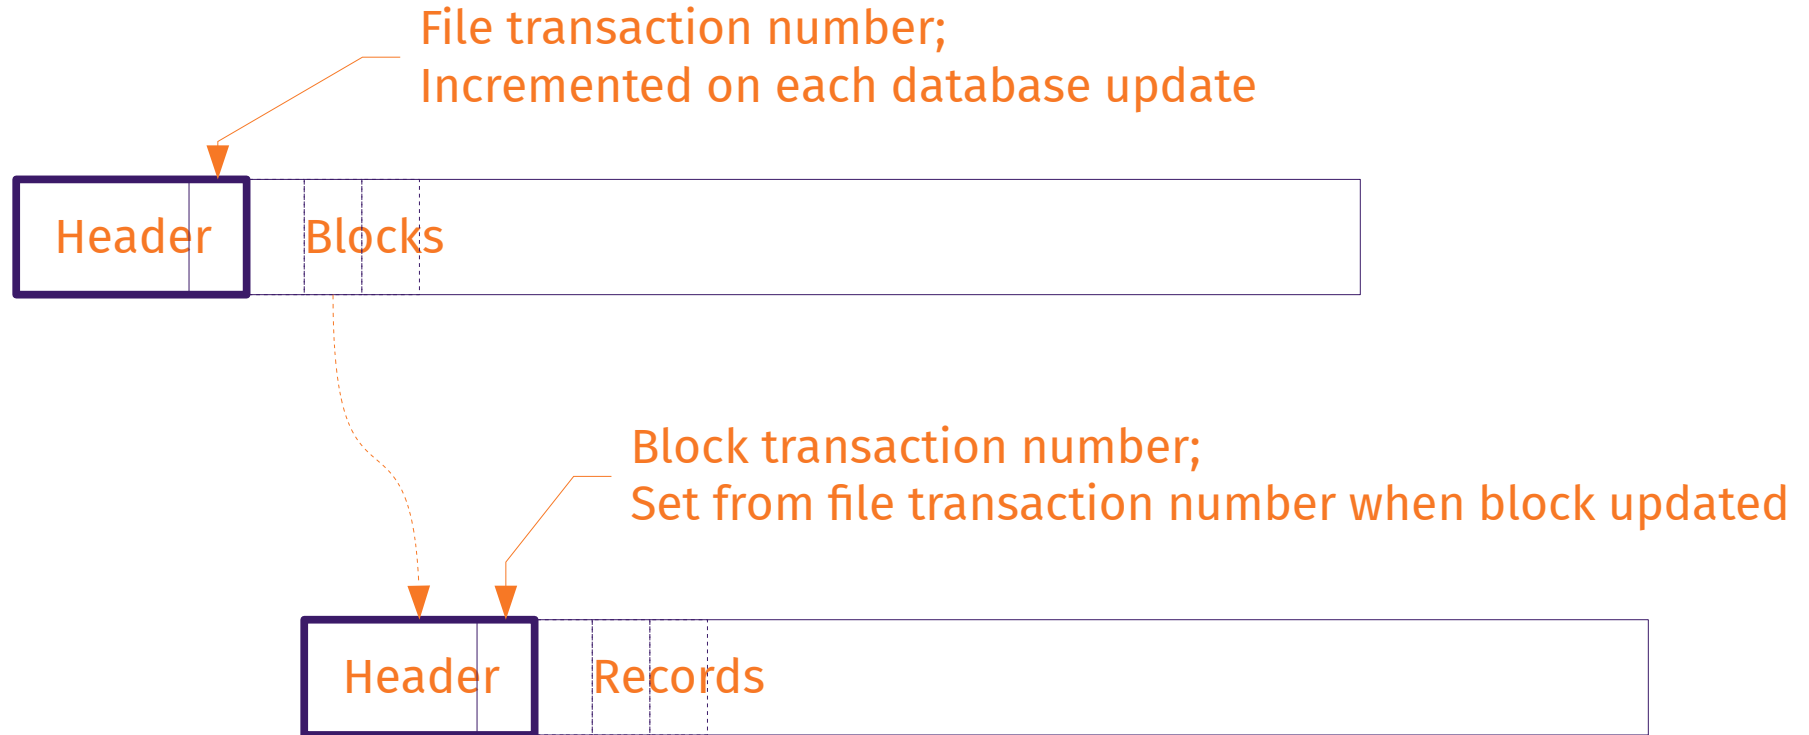 File transaction number;
Incremented on each database update
Header
Blocks
Block transaction number;
Set from file transaction number when block updated
Header
Records